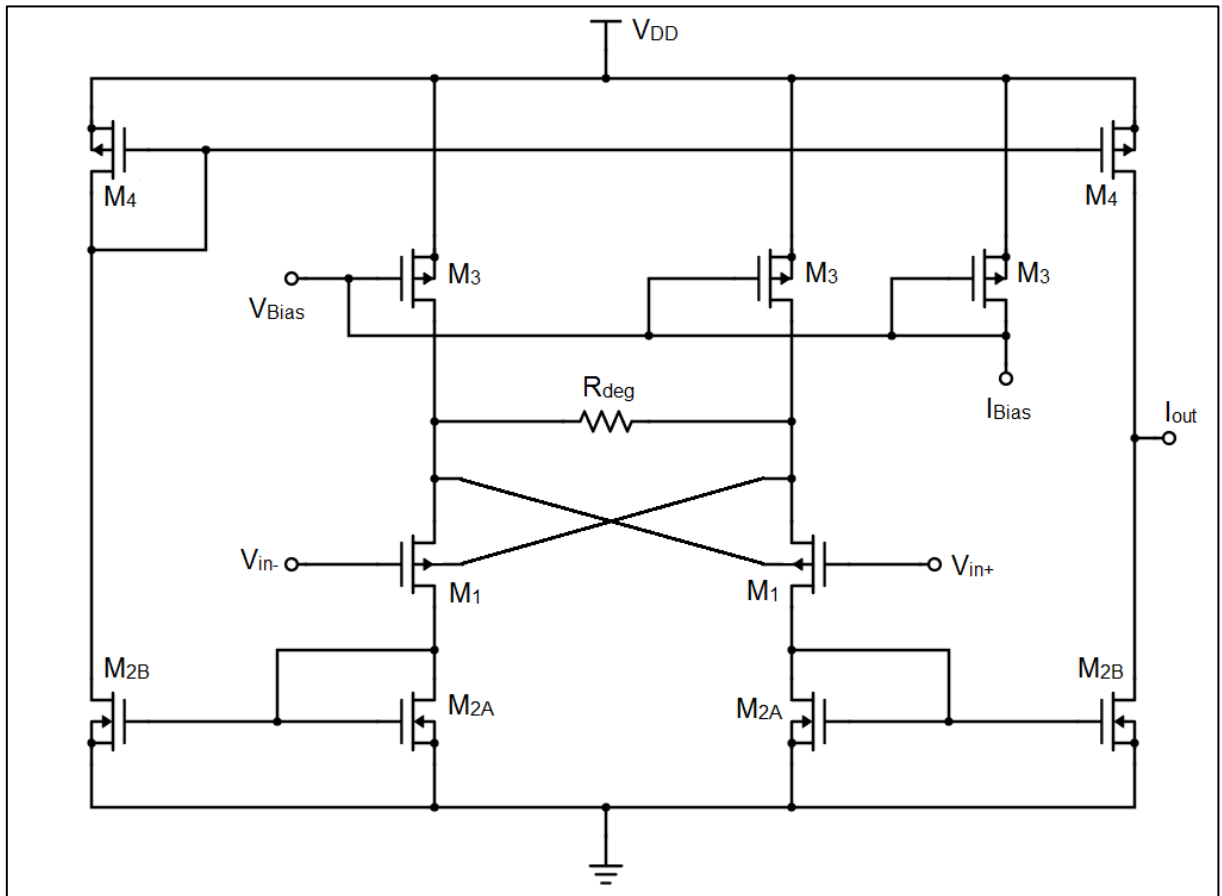 VDD
M4
M4
M3
M3
M3
VBias
Rdeg
IBias
Iout
Vin-
M1
M1
Vin+
M2B
M2A
M2A
M2B